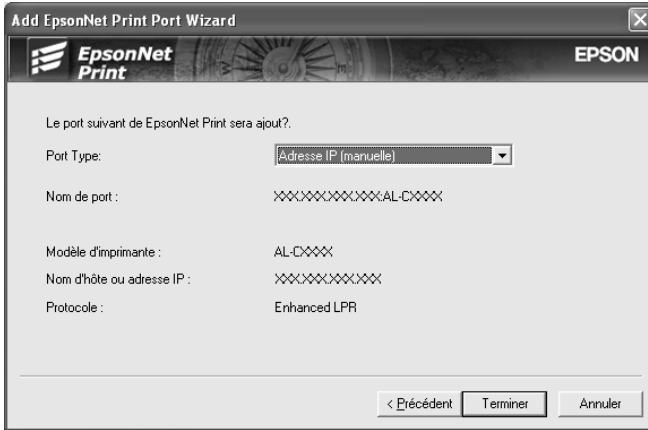 Add EpsonNet Print Port Wizard
EpsonNet
Print
EPSON
Le port suivant de EpsonNet Print sera ajout?.
Port Type: Adresse IP (manuelle)
Nom de port : XXX.XXX.XXX.XXX:AL-CXXXX
Modèle d'imprimante : AL-CXXXX
Nom d'hôte ou adresse IP : XXX.XXX.XXX.XXX
Protocole : Enhanced LPR
< Précédent Terminer Annuler